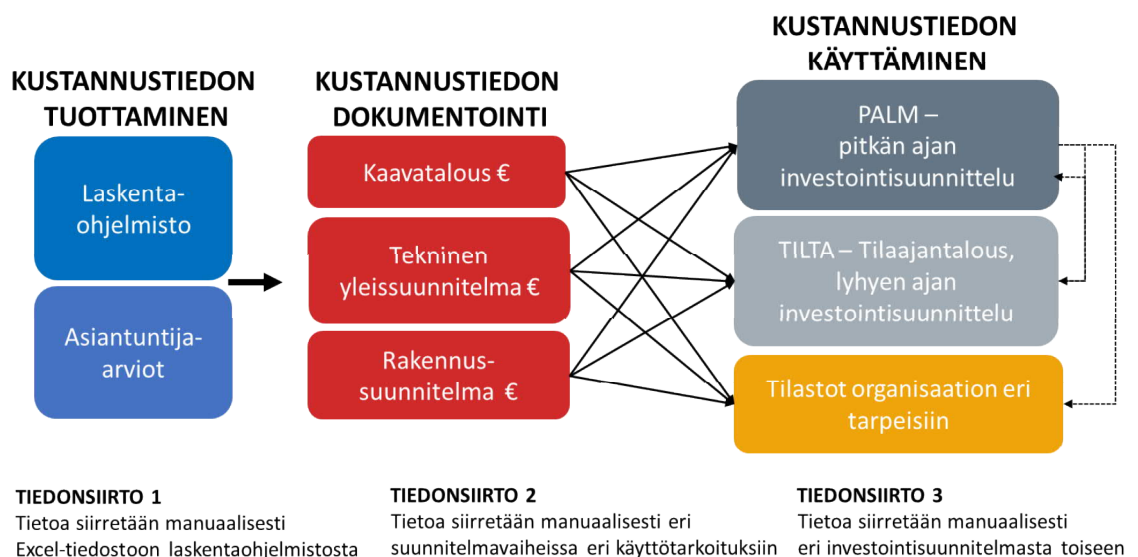 KUSTANNUSTIEDON
TUOTTAMINEN
Laskenta-
ohjelmisto
Asiantuntija-
arviot
KUSTANNUSTIEDON
DOKUMENTOINTI
Kaavatalous €
Tekninen
yleissuunnitelma €
Rakennus-
suunnitelma €
KUSTANNUSTIEDON
KÄYTTÄMINEN
PALM –
pitkän ajan
investointisuunnittelu
TILTA – Tilaajantalous,
lyhyen ajan
investointisuunnittelu
Tilastot organisaation eri
tarpeisiin
TIEDONSIIRTO 1
Tietoa siirretään manuaalisesti
Excel-tiedostoon laskentaohjelmistosta
TIEDONSIIRTO 2
Tietoa siirretään manuaalisesti eri
suunnitelmavaiheissa eri käyttötarkoituksiin
TIEDONSIIRTO 3
Tietoa siirretään manuaalisesti
eri investointisuunnitelmasta toiseen